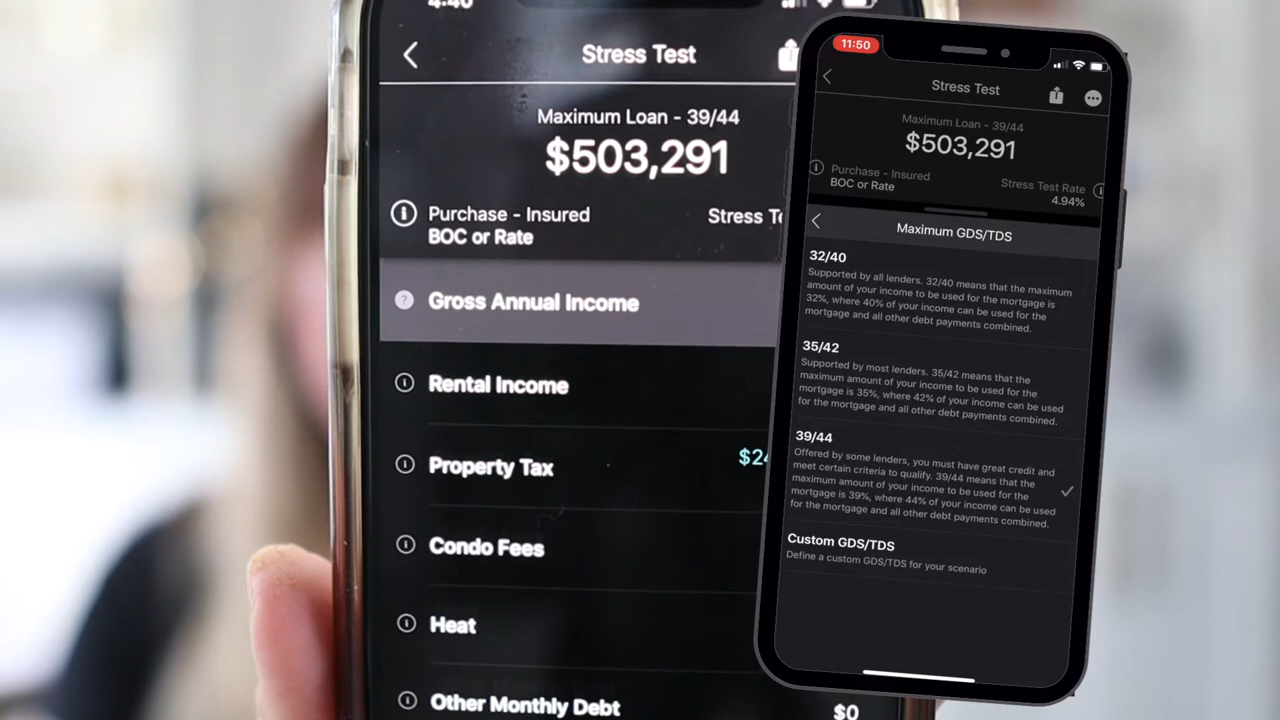 4:40
Stress Test
Maximum Loan - 39/44
$503,291
Purchase - Insured
BOC or Rate
Stress
Gross Annual Income
Rental Income
Property Tax
$24
Condo Fees
Heat
Other Monthly Debt
$0
11:50
Stress Test
Maximum Loan - 39/44
$503,291
Purchase - Insured
BOC or Rate
Stress Test Rate
4.94%
Maximum GDS/TDS
32/40
Supported by all lenders. 32/40 means that the maximum
amount of your income to be used for the mortgage is
32%, where 40% of your income can be used for the
mortgage and all other debt payments combined.
35/42
Supported by most lenders. 35/42 means that the
maximum amount of your income to be used for the
mortgage is 35%, where 42% of your income can be used
for the mortgage and all other debt payments combined.
39/44
Offered by some lenders, you must have great credit and
meet certain criteria to qualify. 39/44 means that the
maximum amount of your income to be used for the
mortgage is 39%, where 44% of your income can be used
for the mortgage and all other debt payments combined.
Custom GDS/TDS
Define a custom GDS/TDS for your scenario